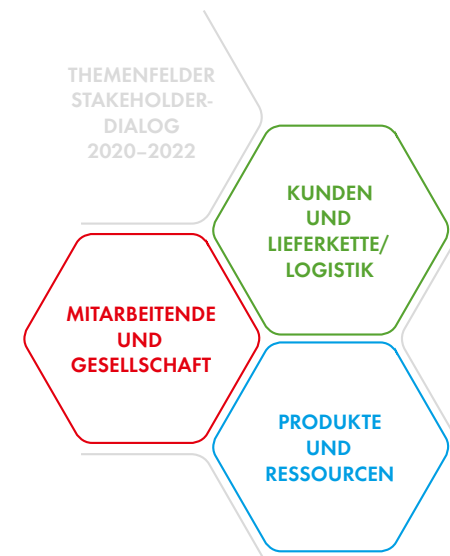 THEMENFELDER
STAKEHOLDER-
DIALOG
2020–2022
KUNDEN
UND
LIEFERKETTE/
LOGISTIK
MITARBEITENDE
UND
GESELLSCHAFT
PRODUKTE
UND
RESSOURCEN